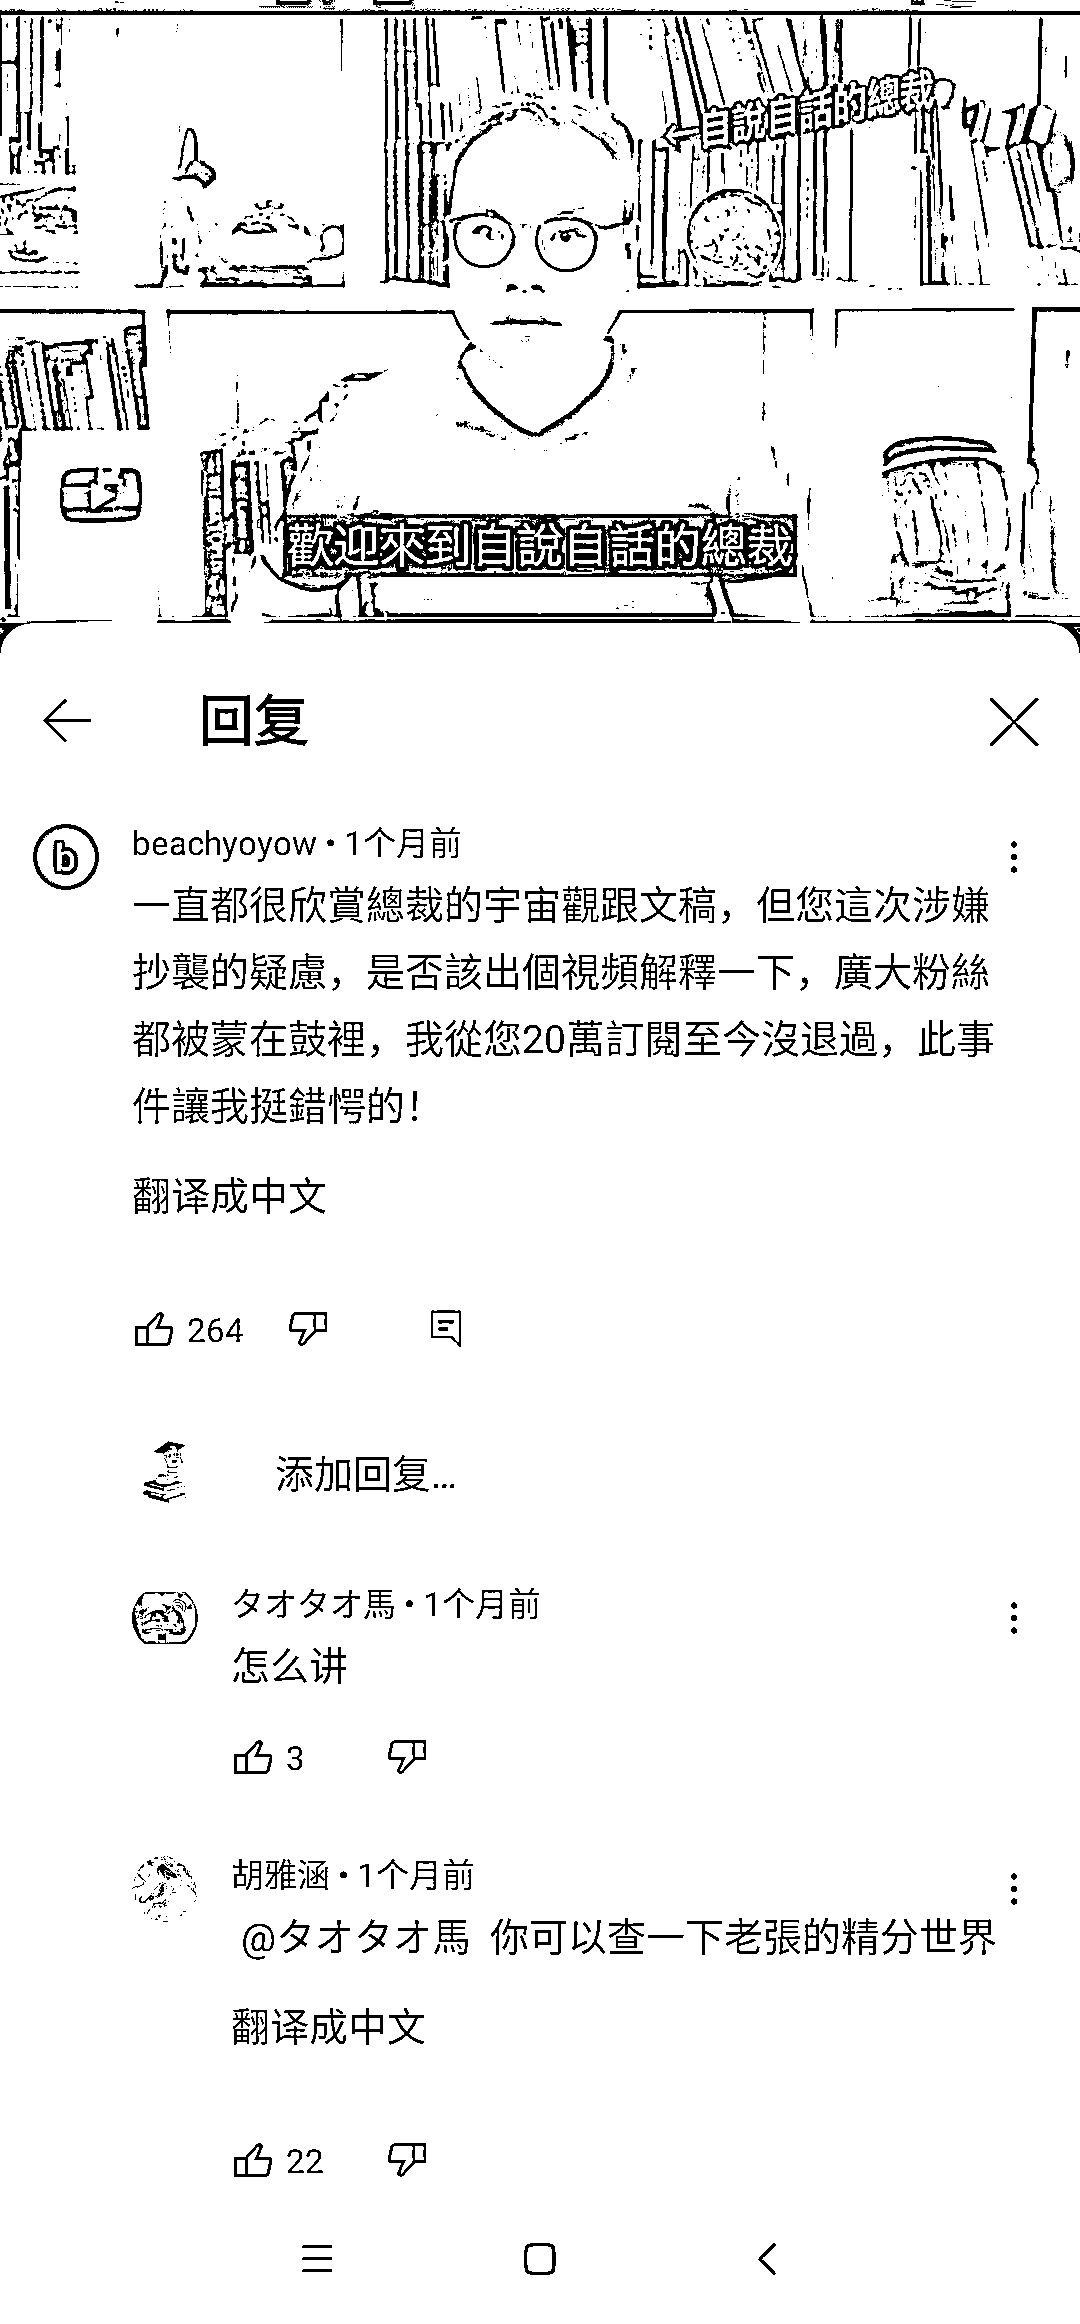 ←自說自話的總裁
歡迎來到自說自話的總裁
回复
beachyoyow • 1个月前
一直都很欣賞總裁的宇宙觀跟文稿，但您這次涉嫌
抄襲的疑慮，是否該出個視頻解釋一下，廣大粉絲
都被蒙在鼓裡，我從您20萬訂閱至今沒退過，此事
件讓我挺錯愕的！
翻译成中文
264
添加回复...
タオタオ馬 • 1个月前
怎么讲
3
胡雅涵 • 1个月前
@タオタオ馬 你可以查一下老張的精分世界
翻译成中文
22